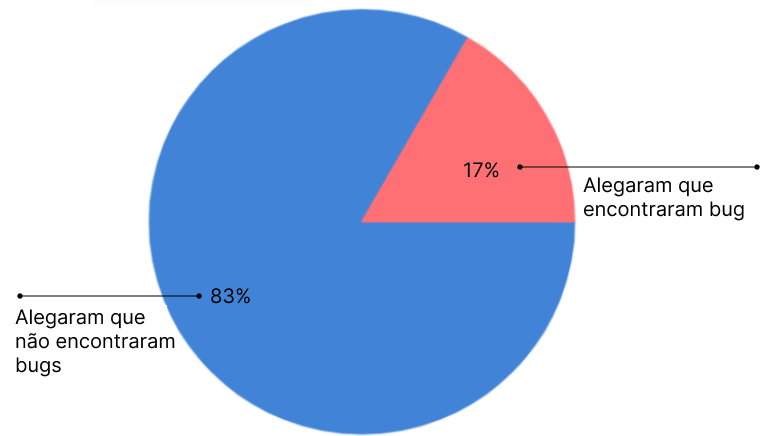 17%
Alegaram que
encontraram bug
83%
Alegaram que
não encontraram
bugs